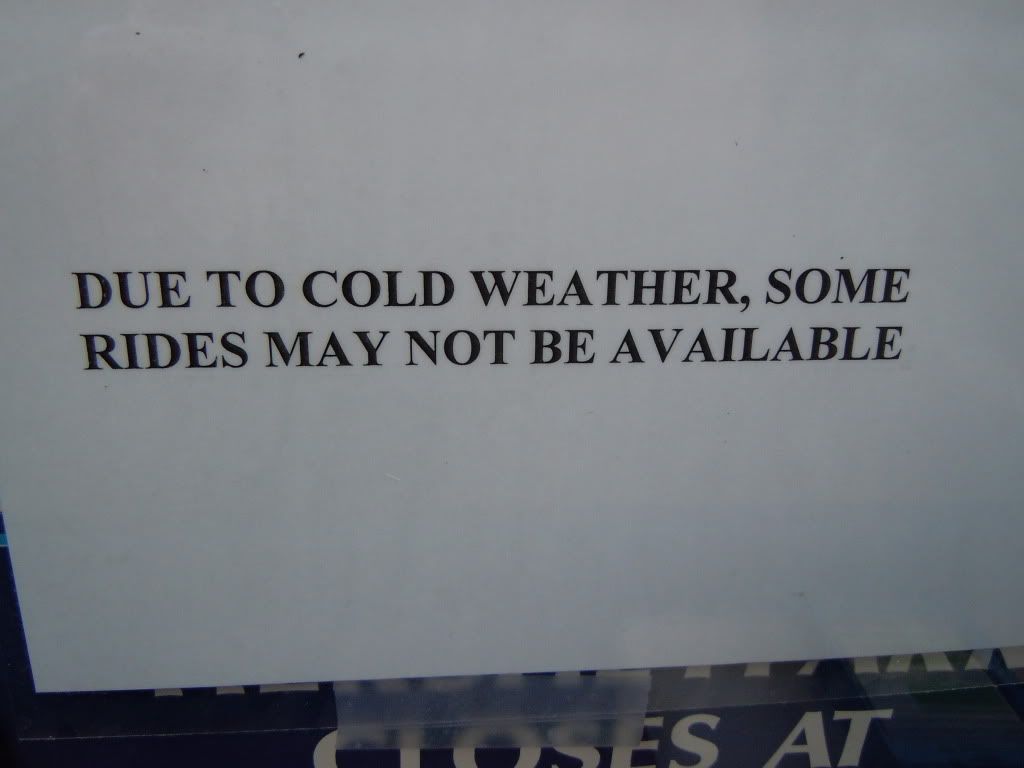 DUE TO COLD WEATHER, SOME
RIDES MAY NOT BE AVAILABLE
CLOSES AT